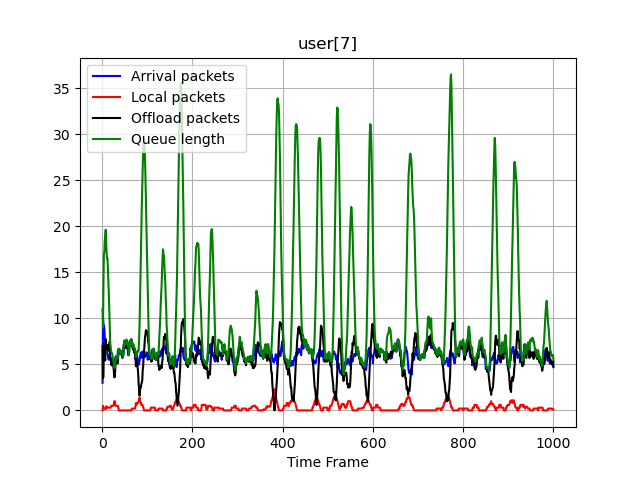 user[7]
Arrival packets
Local packets
Offload packets
Queue length
35
30
25
20
15
10
5
0
0 200 400 600 800 1000
Time Frame